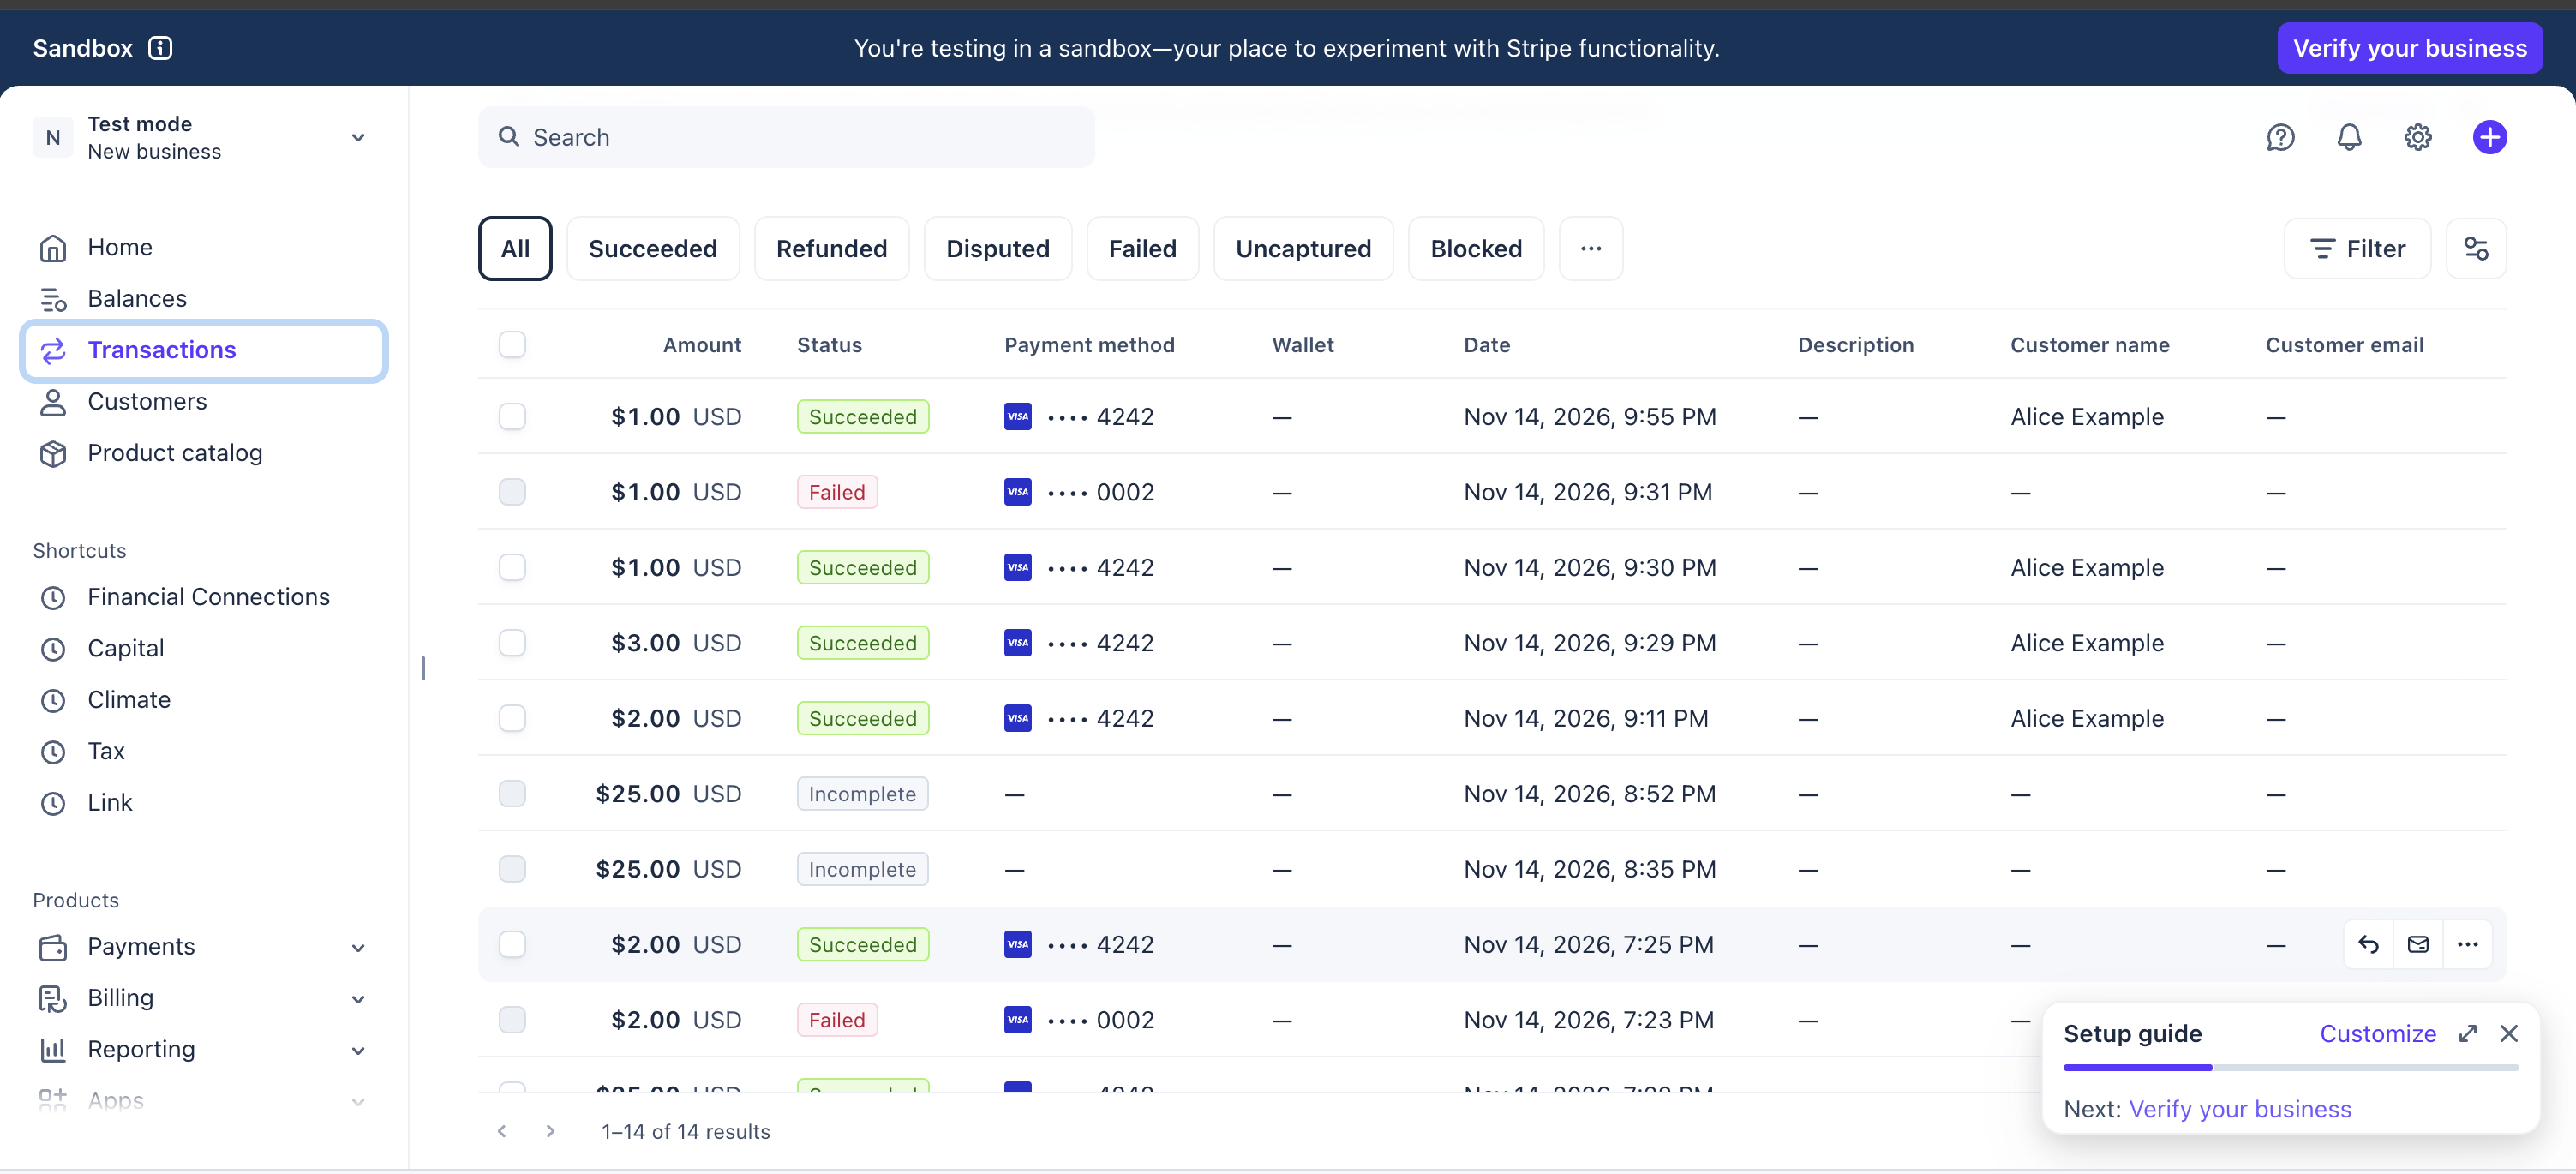 Sandbox
You're testing in a sandbox—your place to experiment with Stripe functionality.
Verify your business
N
Test mode
New business
Search
Home
Balances
Transactions
Customers
Product catalog
Shortcuts
Financial Connections
Capital
Climate
Tax
Link
Products
Payments
Billing
Reporting
Apps
All Succeeded Refunded Disputed Failed Uncaptured Blocked ···
Filter
Amount Status Payment method Wallet Date Description Customer name Customer email
$1.00 USD Succeeded VISA •••• 4242 — Nov 14, 2026, 9:55 PM — Alice Example —
$1.00 USD Failed VISA •••• 0002 — Nov 14, 2026, 9:31 PM — — —
$1.00 USD Succeeded VISA •••• 4242 — Nov 14, 2026, 9:30 PM — Alice Example —
$3.00 USD Succeeded VISA •••• 4242 — Nov 14, 2026, 9:29 PM — Alice Example —
$2.00 USD Succeeded VISA •••• 4242 — Nov 14, 2026, 9:11 PM — Alice Example —
$25.00 USD Incomplete — — Nov 14, 2026, 8:52 PM — — —
$25.00 USD Incomplete — — Nov 14, 2026, 8:35 PM — — —
$2.00 USD Succeeded VISA •••• 4242 — Nov 14, 2026, 7:25 PM — — —
$2.00 USD Failed VISA •••• 0002 — Nov 14, 2026, 7:23 PM — —
1–14 of 14 results
Setup guide
Customize
Next: Verify your business